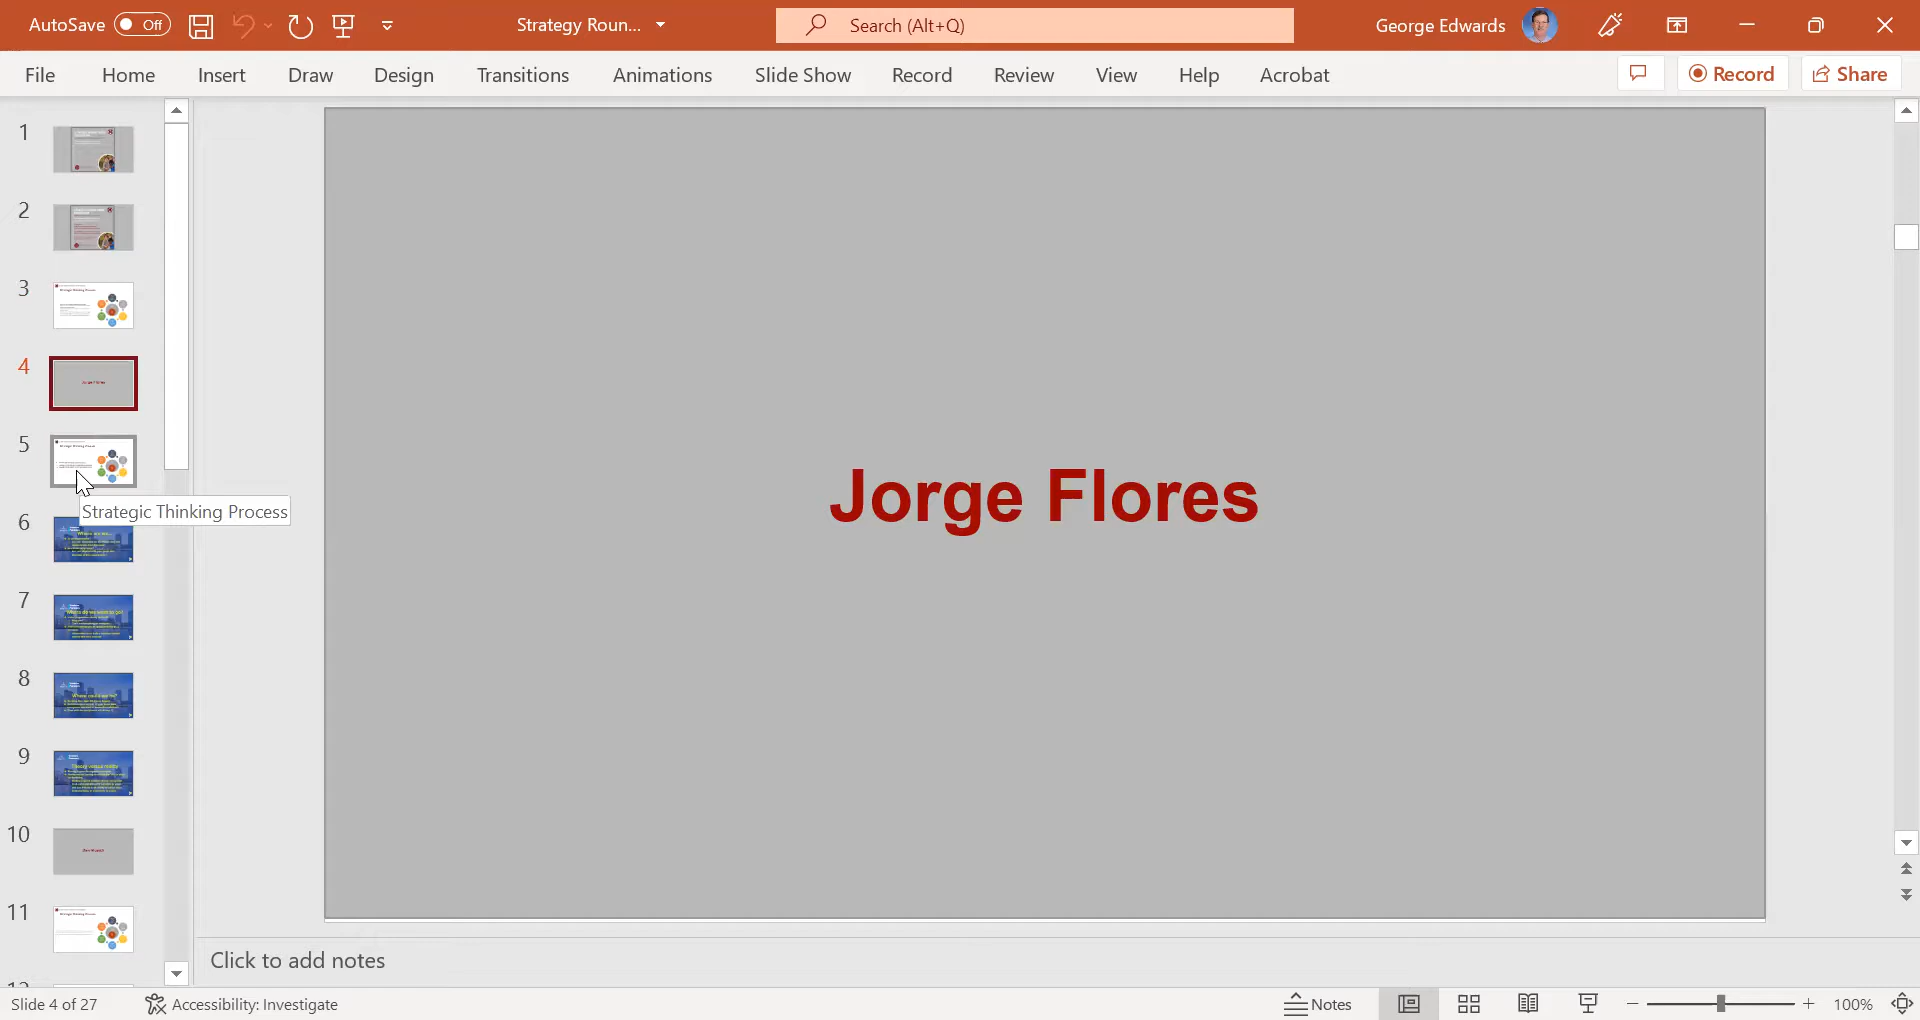 AutoSave Off
Strategy Roun...
Search (Alt+Q)
George Edwards
File Home Insert Draw Design Transitions Animations Slide Show Record Review View Help Acrobat
Record Share
1
2
3
4
5
Strategic Thinking Process
6
7
8
9
10
11
Jorge Flores
Click to add notes
Slide 4 of 27
Accessibility: Investigate
Notes
100%